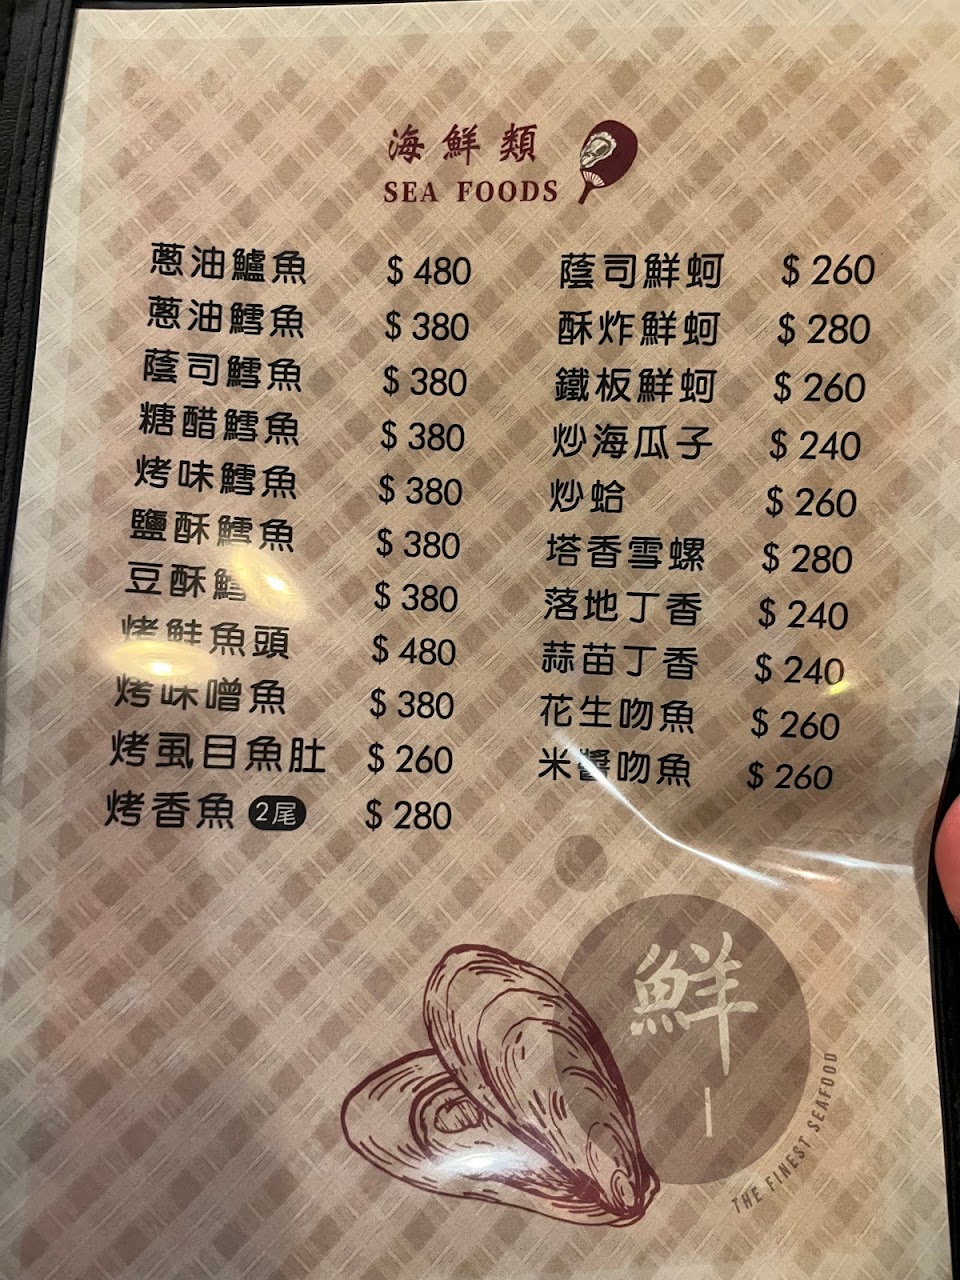 海鮮類
SEA FOODS
蔥油鱸魚 $480
蔥油鱈魚 $380
蔭司鱈魚 $380
糖醋鱈魚 $380
烤味鱈魚 $380
鹽酥鱈魚 $380
豆酥鱈 $380
烤鮭魚頭 $480
烤味噌魚 $380
烤虱目魚肚 $260
烤香魚 2尾 $280
蔭司鮮蚵 $260
酥炸鮮蚵 $280
鐵板鮮蚵 $260
炒海瓜子 $240
炒蛤 $260
塔香雪螺 $280
落地丁香 $240
蒜苗丁香 $240
花生吻魚 $260
米醬吻魚 $260
鮮
THE FINEST SEAFOOD